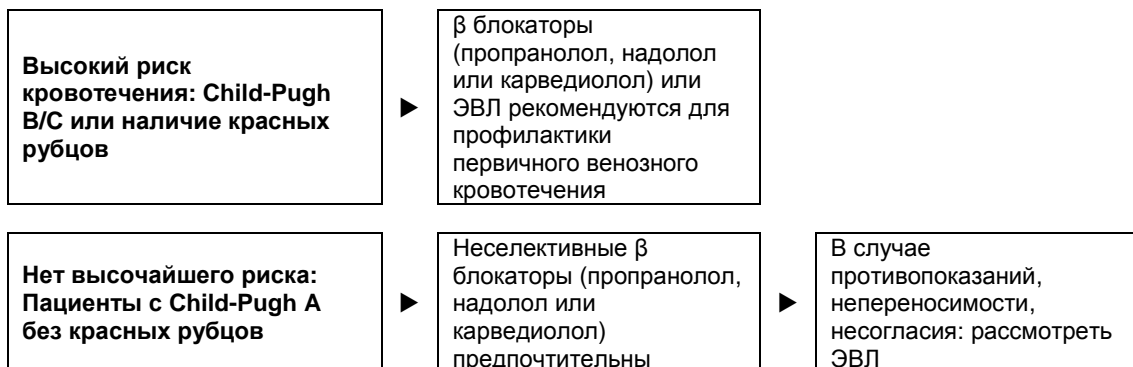 Высокий риск
кровотечения: Child-Pugh
B/C или наличие красных
рубцов
►
β блокаторы
(пропранолол, надолол
или карведиолол) или
ЭВЛ рекомендуются для
профилактики
первичного венозного
кровотечения
Нет высочайшего риска:
Пациенты с Child-Pugh A
без красных рубцов
►
Неселективные β
блокаторы (пропранолол,
надолол или
карведиолол)
предпочтительны
►
В случае
противопоказаний,
непереносимости,
несогласия: рассмотреть
ЭВЛ